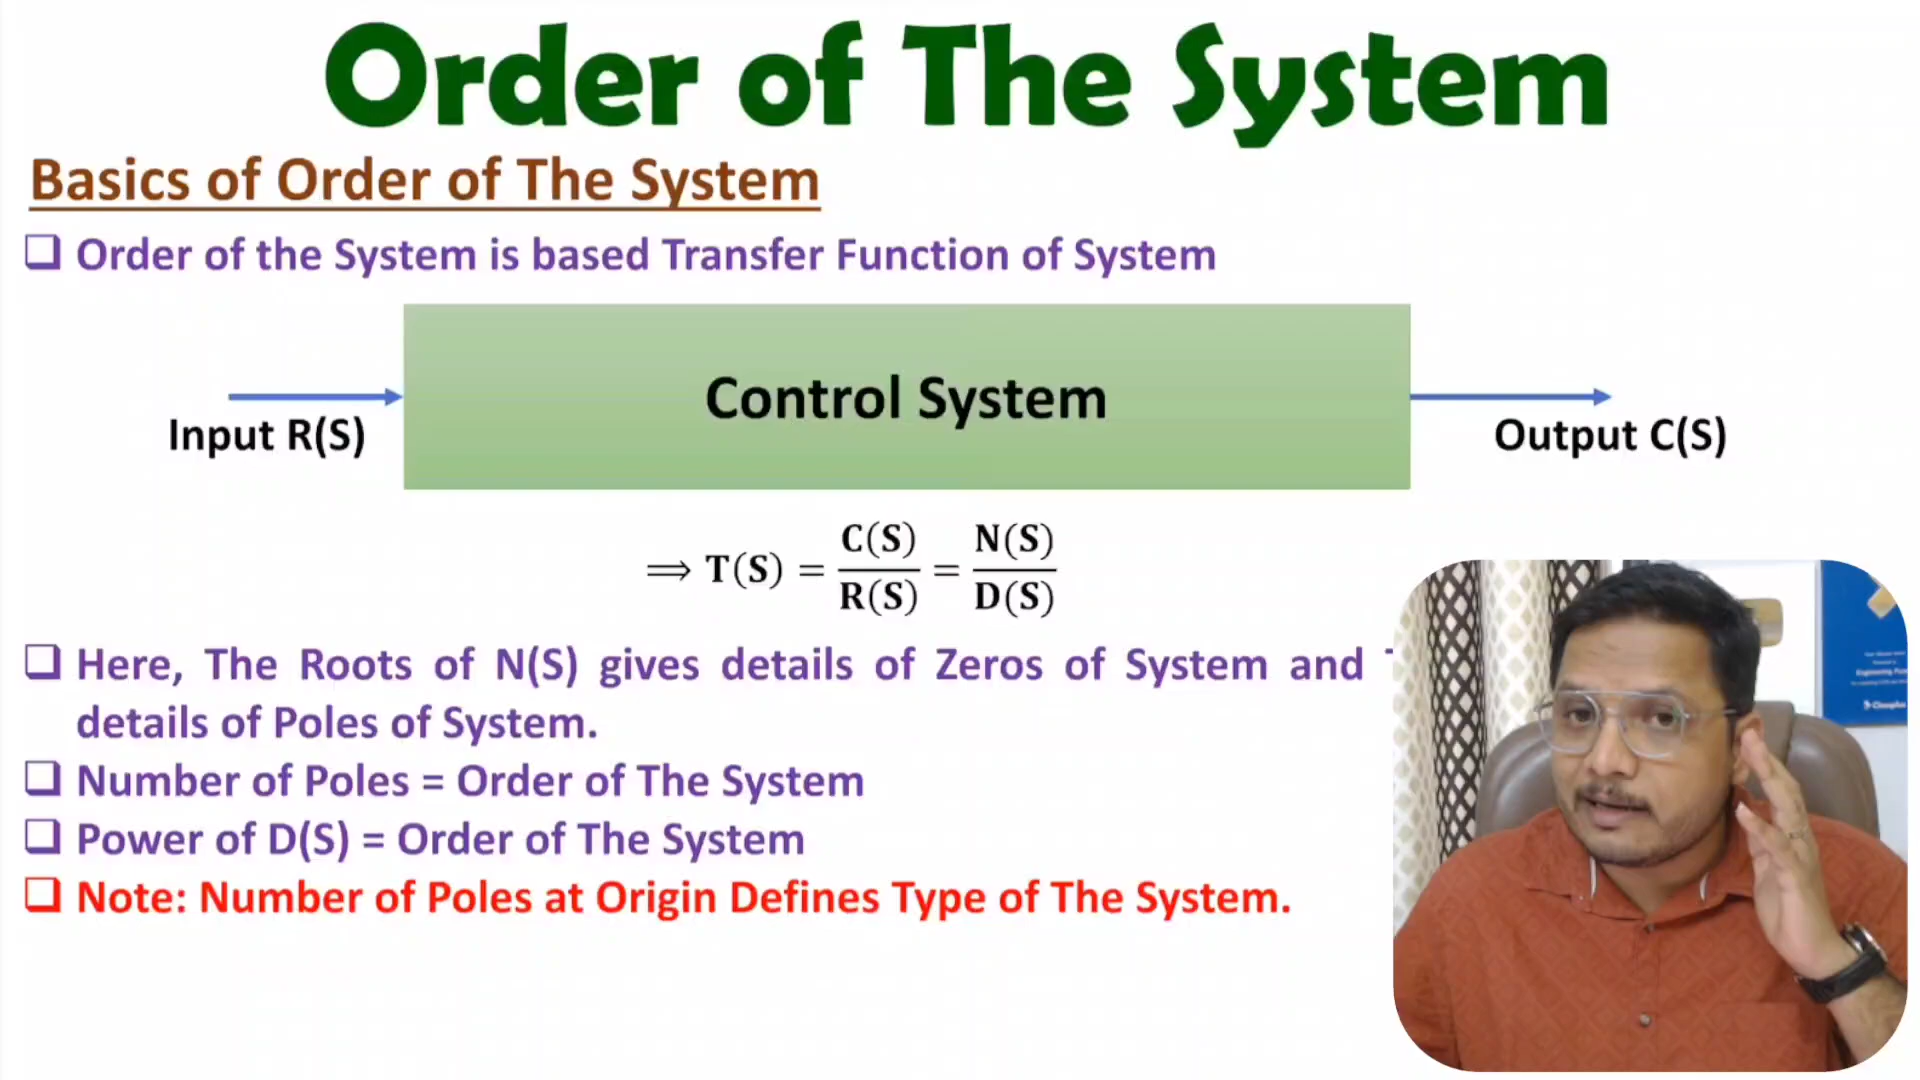 Order of The System
Basics of Order of The System
❑ Order of the System is based Transfer Function of System
Control System
Input R(S)
Output C(S)
⟹ T(S) = C(S)/R(S) = N(S)/D(S)
❑ Here, The Roots of N(S) gives details of Zeros of System and
details of Poles of System.
❑ Number of Poles = Order of The System
❑ Power of D(S) = Order of The System
❑ Note: Number of Poles at Origin Defines Type of The System.